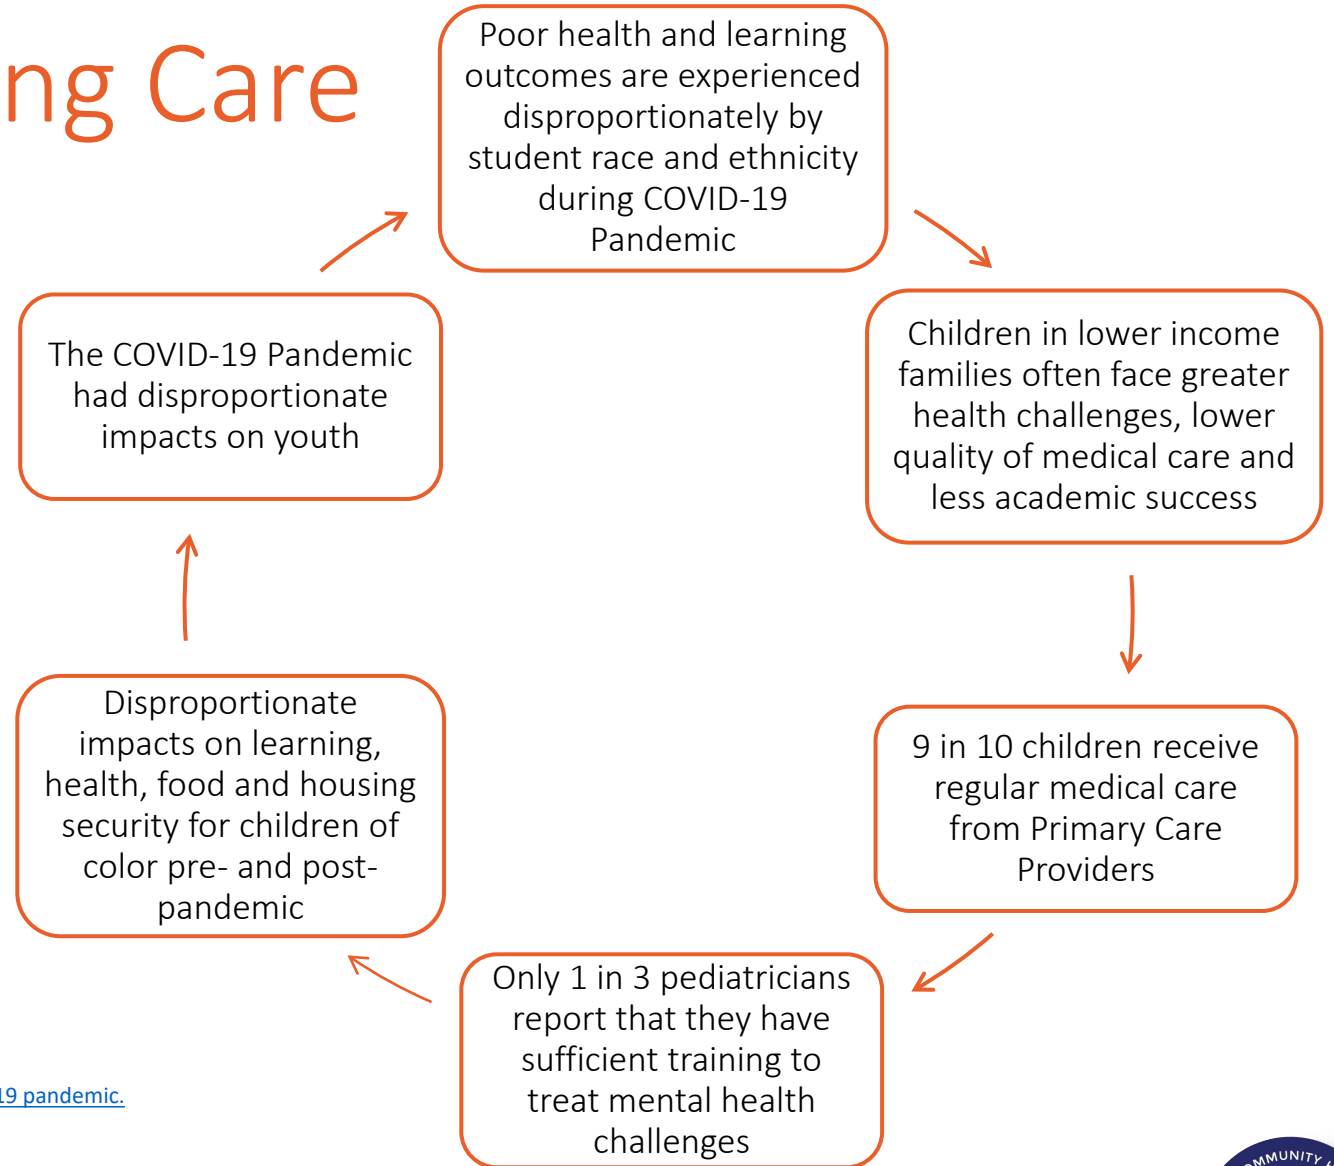 ng Care
Poor health and learning
outcomes are experienced
disproportionately by
student race and ethnicity
during COVID-19
Pandemic
Children in lower income
families often face greater
health challenges, lower
quality of medical care and
less academic success
9 in 10 children receive
regular medical care
from Primary Care
Providers
Only 1 in 3 pediatricians
report that they have
sufficient training to
treat mental health
challenges
Disproportionate
impacts on learning,
health, food and housing
security for children of
color pre- and post-
pandemic
The COVID-19 Pandemic
had disproportionate
impacts on youth
19 pandemic.